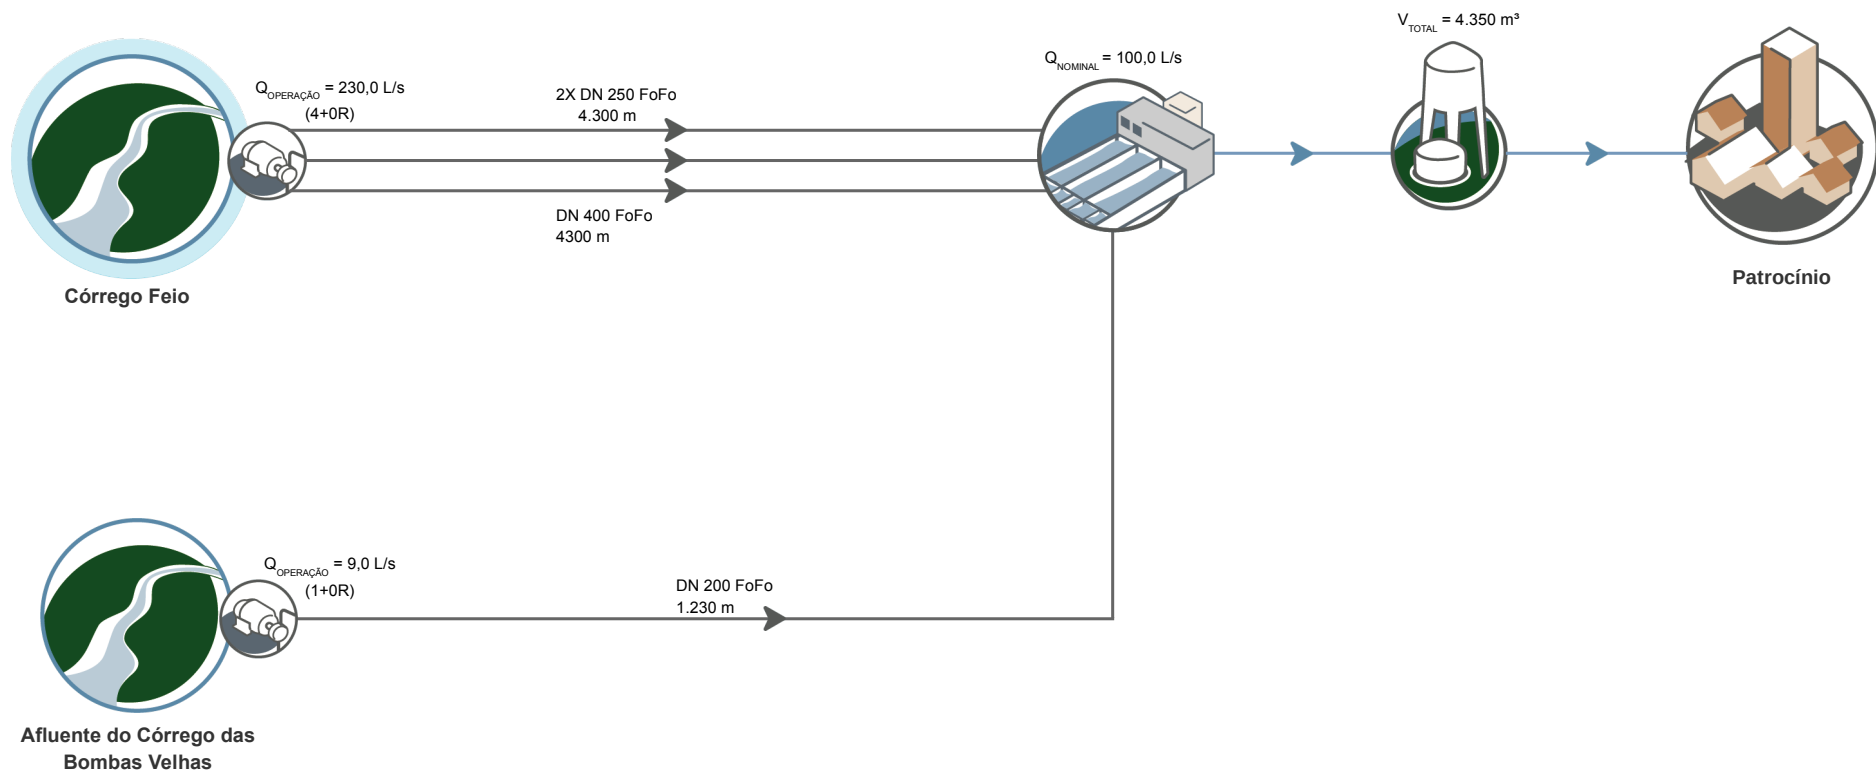 V_TOTAL = 4.350 m³
Q_NOMINAL = 100,0 L/s
Q_OPERAÇÃO = 230,0 L/s
(4+0R)
2X DN 250 FoFo
4.300 m
DN 400 FoFo
4300 m
Córrego Feio
Patrocínio
Q_OPERAÇÃO = 9,0 L/s
(1+0R)
DN 200 FoFo
1.230 m
Afluente do Córrego das
Bombas Velhas